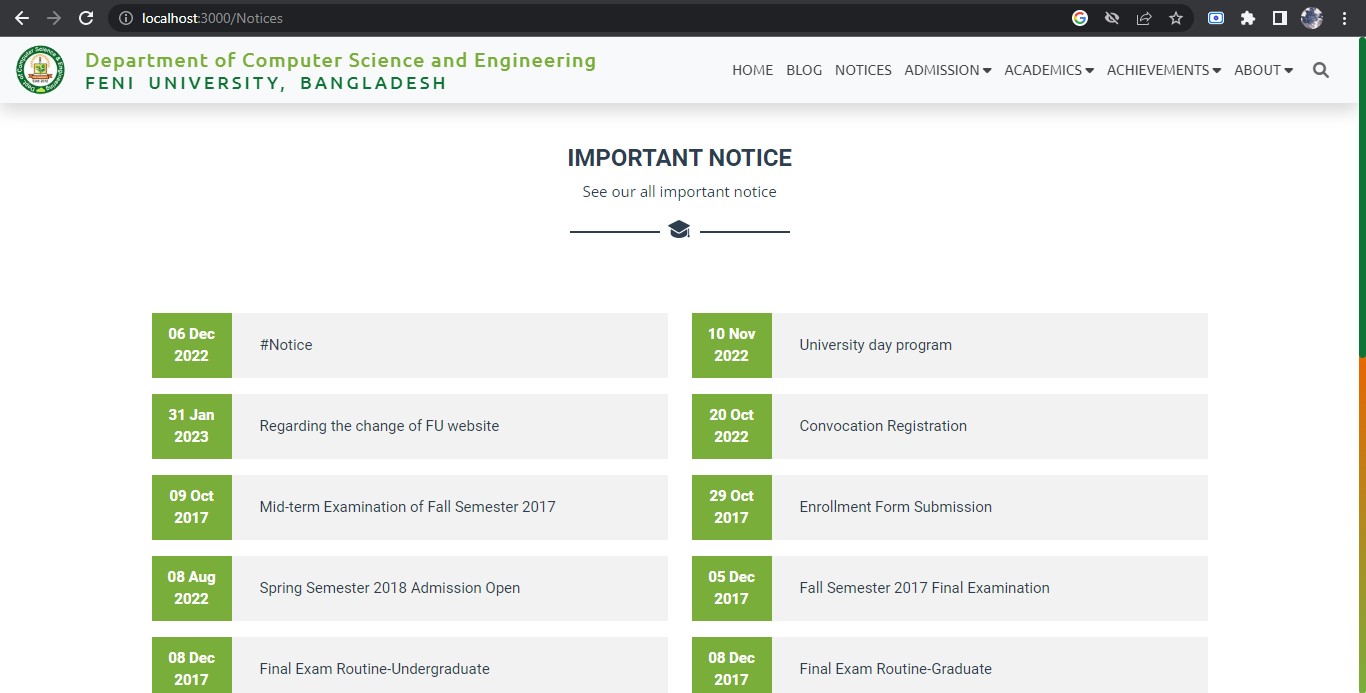 localhost:3000/Notices
Department of Computer Science and Engineering
FENI UNIVERSITY, BANGLADESH
HOME BLOG NOTICES ADMISSION ACADEMICS ACHIEVEMENTS ABOUT
IMPORTANT NOTICE
See our all important notice
06 Dec
2022
#Notice
10 Nov
2022
University day program
31 Jan
2023
Regarding the change of FU website
20 Oct
2022
Convocation Registration
09 Oct
2017
Mid-term Examination of Fall Semester 2017
29 Oct
2017
Enrollment Form Submission
08 Aug
2022
Spring Semester 2018 Admission Open
05 Dec
2017
Fall Semester 2017 Final Examination
08 Dec
2017
Final Exam Routine-Undergraduate
08 Dec
2017
Final Exam Routine-Graduate